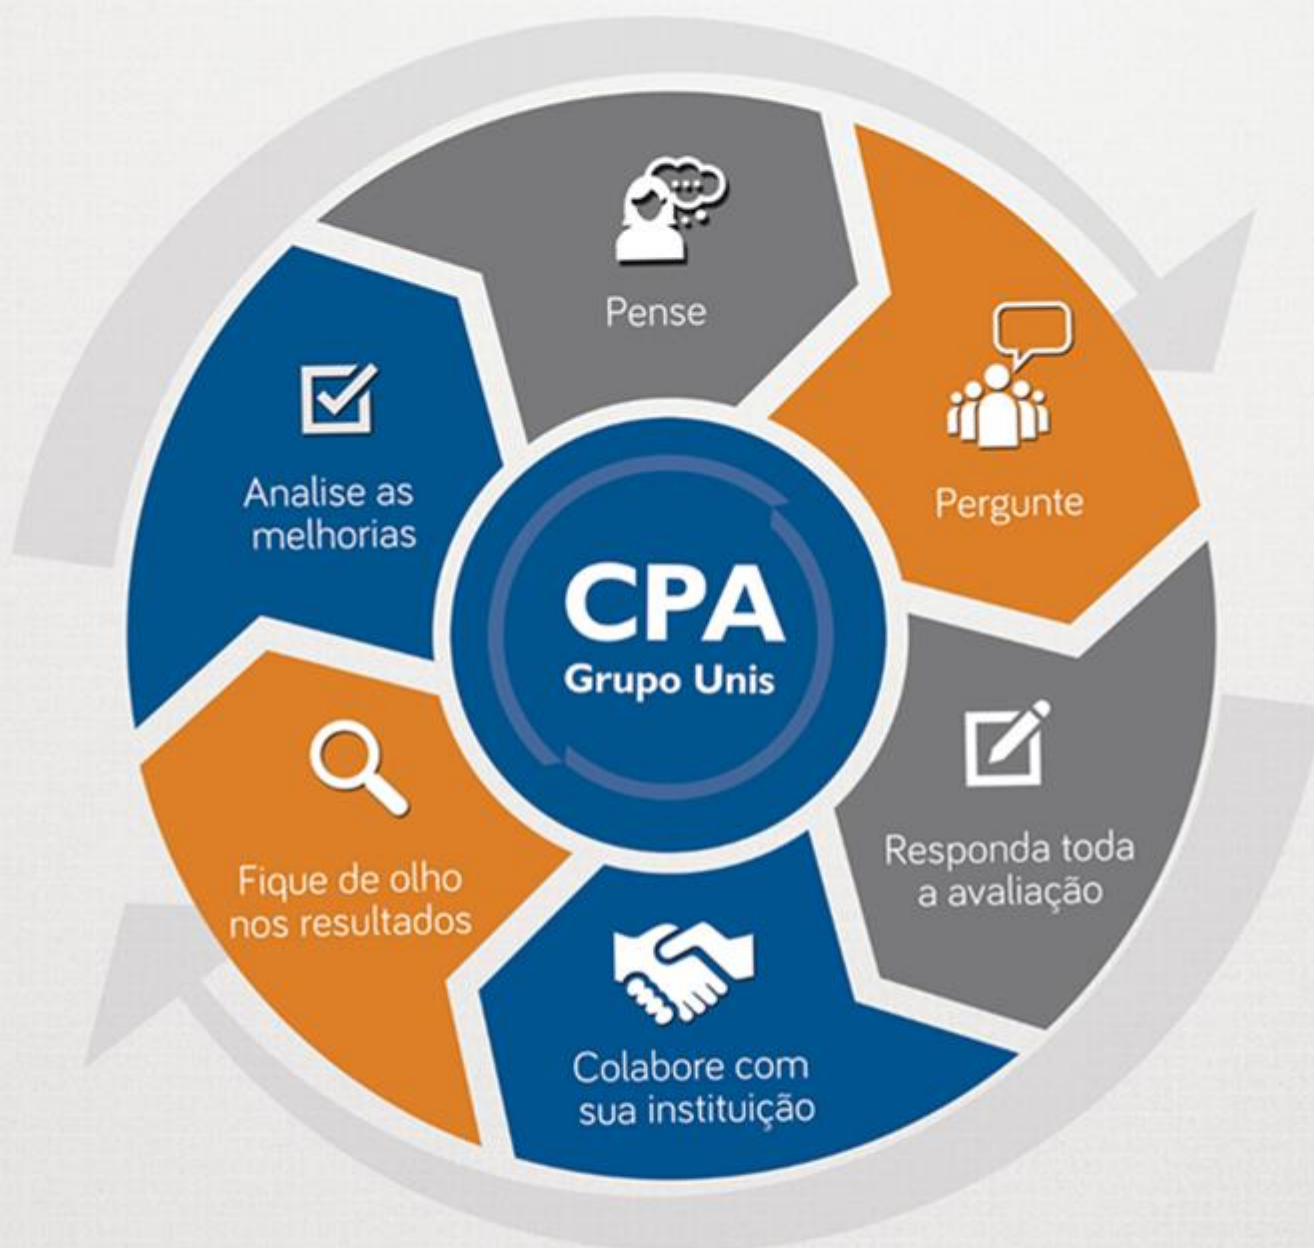 Pense
Pergunte
Responda toda
a avaliação
Colabore com
sua instituição
Fique de olho
nos resultados
Analise as
melhorias
CPA
Grupo Unis